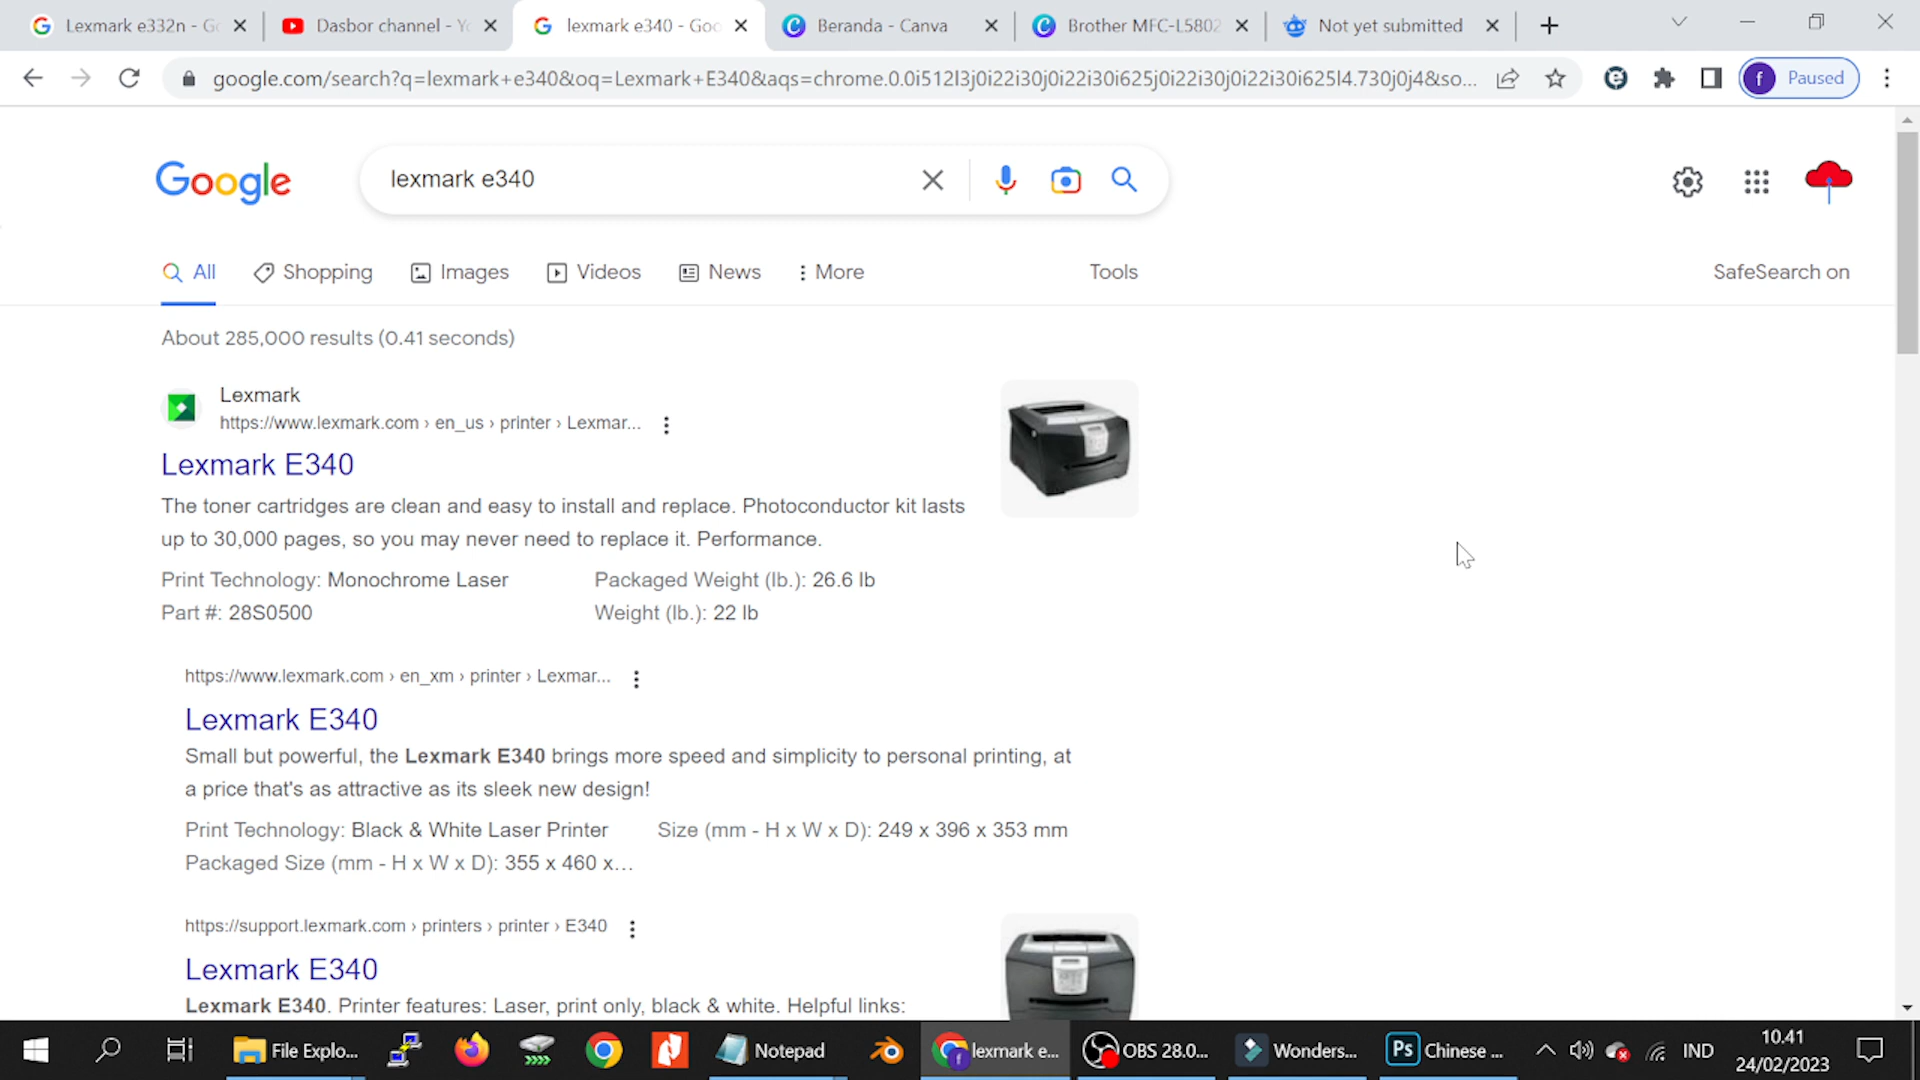 Lexmark e332n - Go
Dasbor channel - Yo
lexmark e340 - Goo
Beranda - Canva
Brother MFC-L5802
Not yet submitted
google.com/search?q=lexmark+e340&oq=Lexmark+E340&aqs=chrome.0.0i512l3j0i22i30j0i22i30i625j0i22i30j0i22i30i625l4.730j0j4&so...
f
Paused
Google
lexmark e340
All
Shopping
Images
Videos
News
More
Tools
SafeSearch on
About 285,000 results (0.41 seconds)
Lexmark
https://www.lexmark.com › en_us › printer › Lexmar...
Lexmark E340
The toner cartridges are clean and easy to install and replace. Photoconductor kit lasts
up to 30,000 pages, so you may never need to replace it. Performance.
Print Technology: Monochrome Laser
Packaged Weight (lb.): 26.6 lb
Part #: 28S0500
Weight (lb.): 22 lb
https://www.lexmark.com › en_xm › printer › Lexmar...
Lexmark E340
Small but powerful, the Lexmark E340 brings more speed and simplicity to personal printing, at
a price that's as attractive as its sleek new design!
Print Technology: Black & White Laser Printer
Size (mm - H x W x D): 249 x 396 x 353 mm
Packaged Size (mm - H x W x D): 355 x 460 x...
https://support.lexmark.com › printers › printer › E340
Lexmark E340
Lexmark E340. Printer features: Laser, print only, black & white. Helpful links:
File Explo...
Notepad
f
lexmark e...
OBS 28.0...
Wonders...
Ps
Chinese ...
IND
10.41
24/02/2023